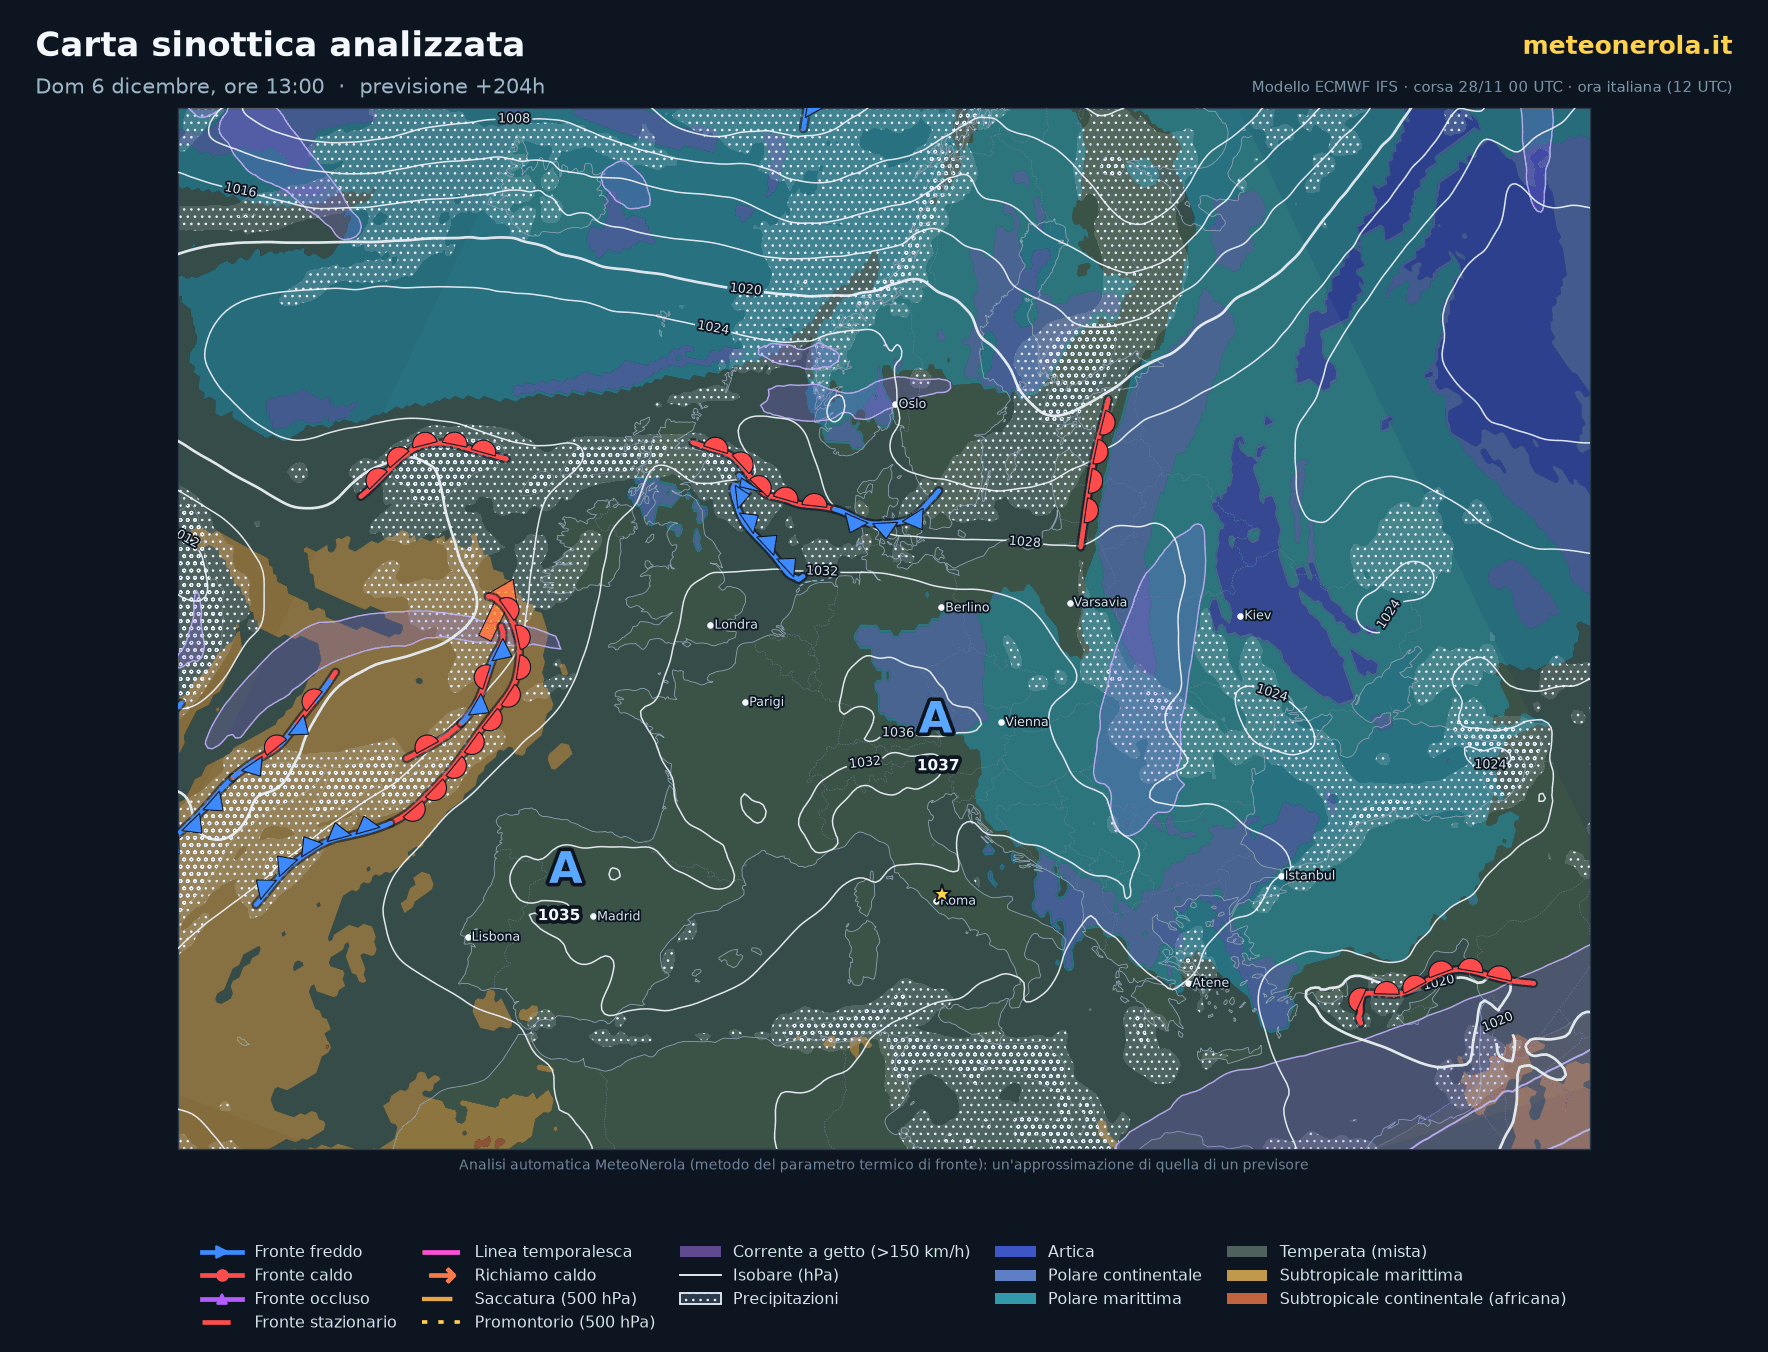 Carta sinottica analizzata
meteonerola.it
Dom 6 dicembre, ore 13:00 · previsione +204h
Modello ECMWF IFS · corsa 28/11 00 UTC · ora italiana (12 UTC)
1008
1016
1020
1024
Oslo
012
1028
1032
Berlino
Varsavia
Londra
Kiev
1024
Parigi
1024
A
Vienna
1036
1032
1037
1024
A
Istanbul
Roma
1035
Madrid
Lisbona
Atene
1020
1020
Analisi automatica MeteoNerola (metodo del parametro termico di fronte): un'approssimazione di quella di un previsore
Fronte freddo
Fronte caldo
Fronte occluso
Fronte stazionario
Linea temporalesca
Richiamo caldo
Saccatura (500 hPa)
Promontorio (500 hPa)
Corrente a getto (>150 km/h)
Isobare (hPa)
Precipitazioni
Artica
Polare continentale
Polare marittima
Temperata (mista)
Subtropicale marittima
Subtropicale continentale (africana)